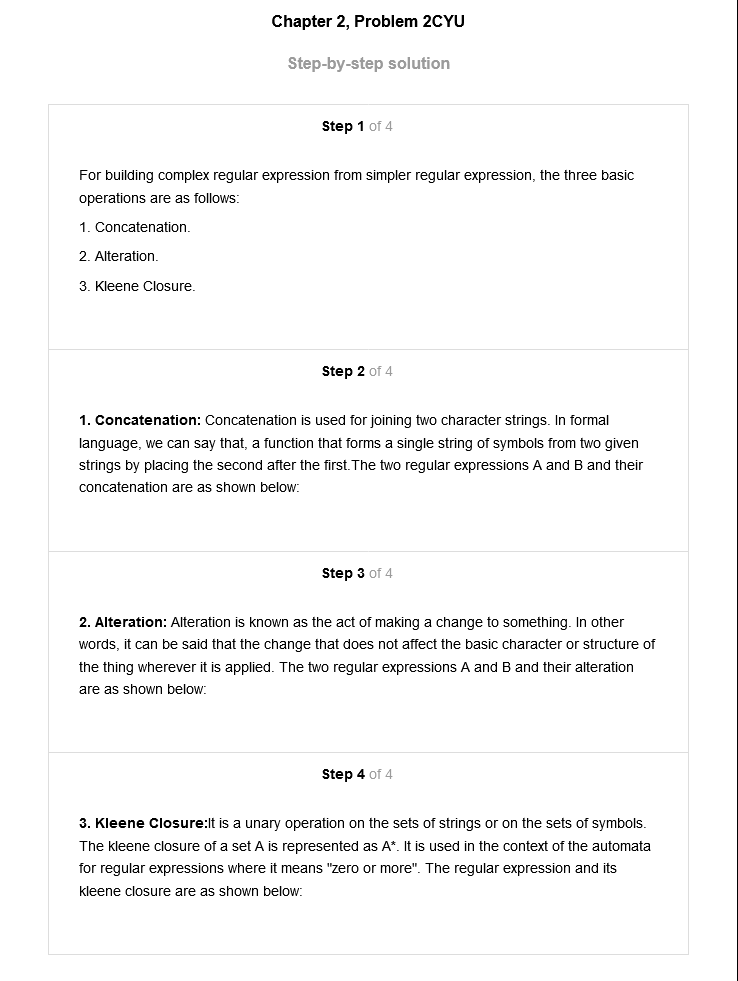 Chapter 2, Problem 2CYU
Step-by-step solution
Step 1 of 4
For building complex regular expression from simpler regular expression, the three basic
operations are as follows:
1. Concatenation.
2. Alteration.
3. Kleene Closure.
Step 2 of 4
1. Concatenation: Concatenation is used for joining two character strings. In formal
language, we can say that, a function that forms a single string of symbols from two given
strings by placing the second after the first.The two regular expressions A and B and their
concatenation are as shown below:
Step 3 of 4
2. Alteration: Alteration is known as the act of making a change to something. In other
words, it can be said that the change that does not affect the basic character or structure of
the thing wherever it is applied. The two regular expressions A and B and their alteration
are as shown below:
Step 4 of 4
3. Kleene Closure:It is a unary operation on the sets of strings or on the sets of symbols.
The kleene closure of a set A is represented as A*. It is used in the context of the automata
for regular expressions where it means "zero or more". The regular expression and its
kleene closure are as shown below: